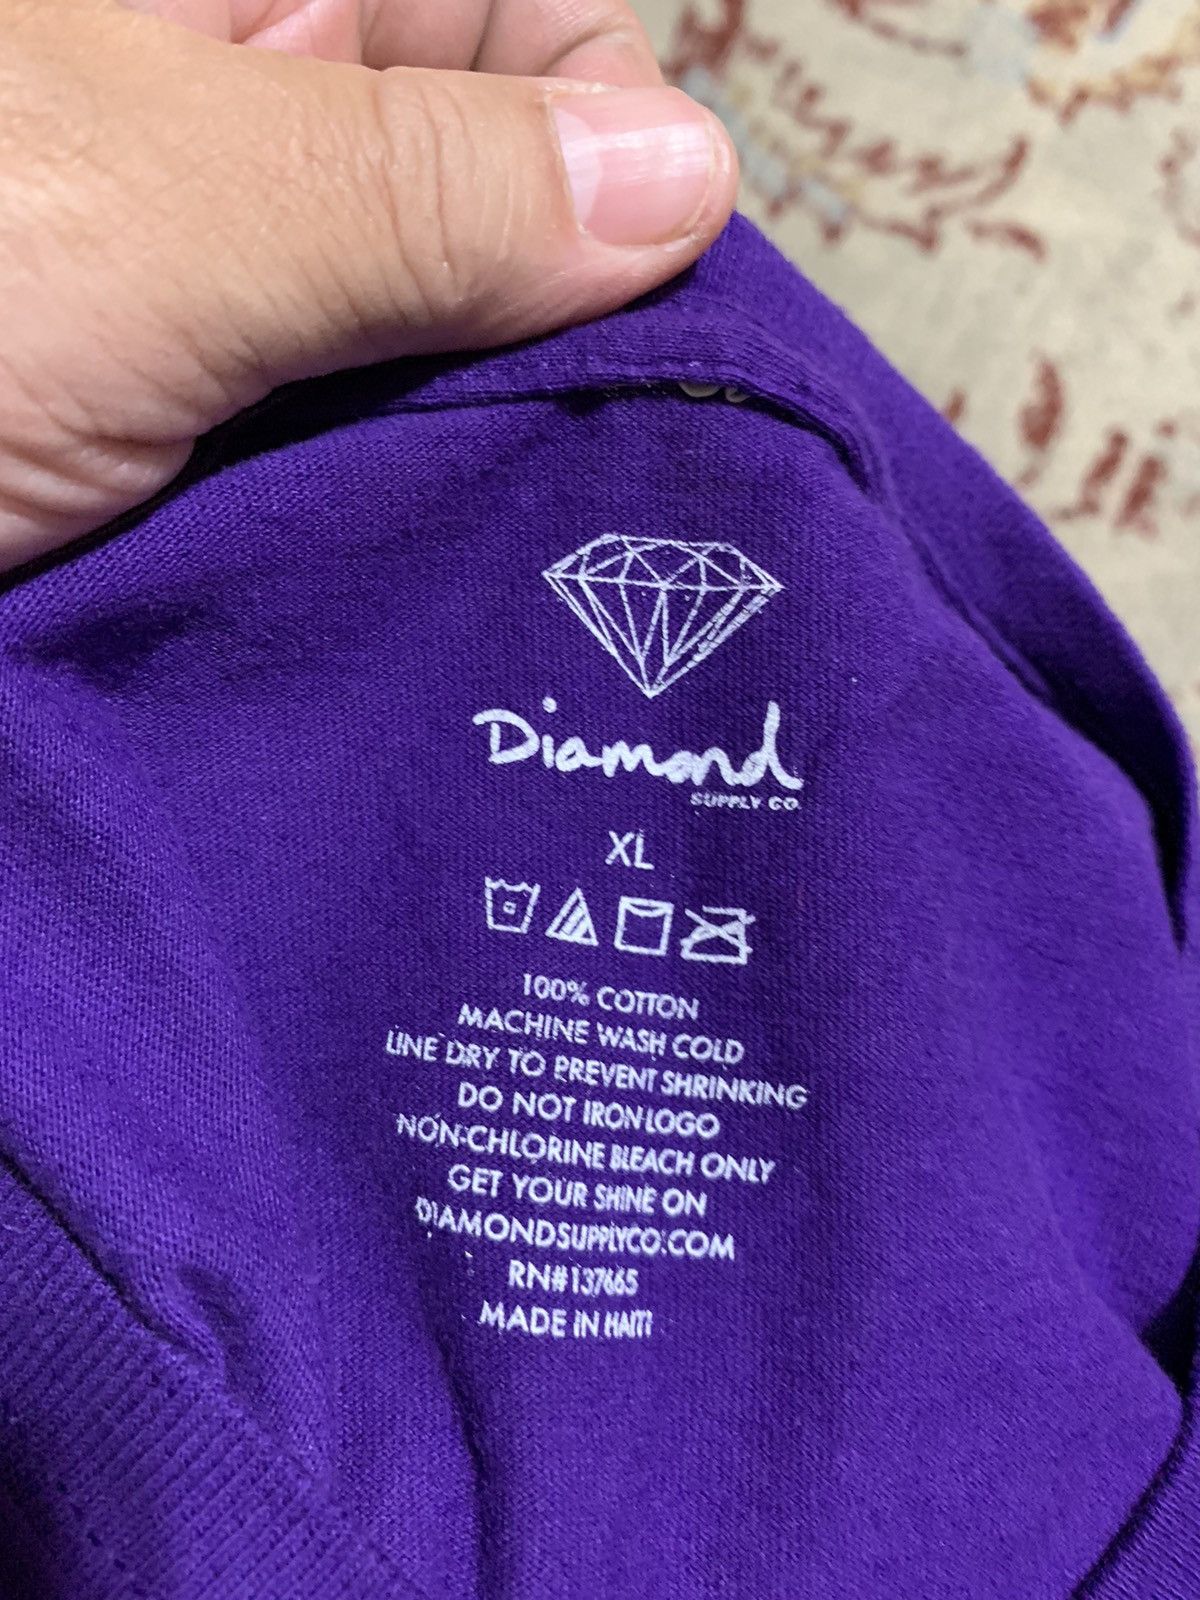 Diamond
SUPPLY CO.
XL
100% COTTON
MACHINE WASH COLD
LINE DRY TO PREVENT SHRINKING
DO NOT IRON LOGO
NON-CHLORINE BLEACH ONLY
GET YOUR SHINE ON
DIAMONDSUPPLYCO.COM
RN#137665
MADE IN HAITI